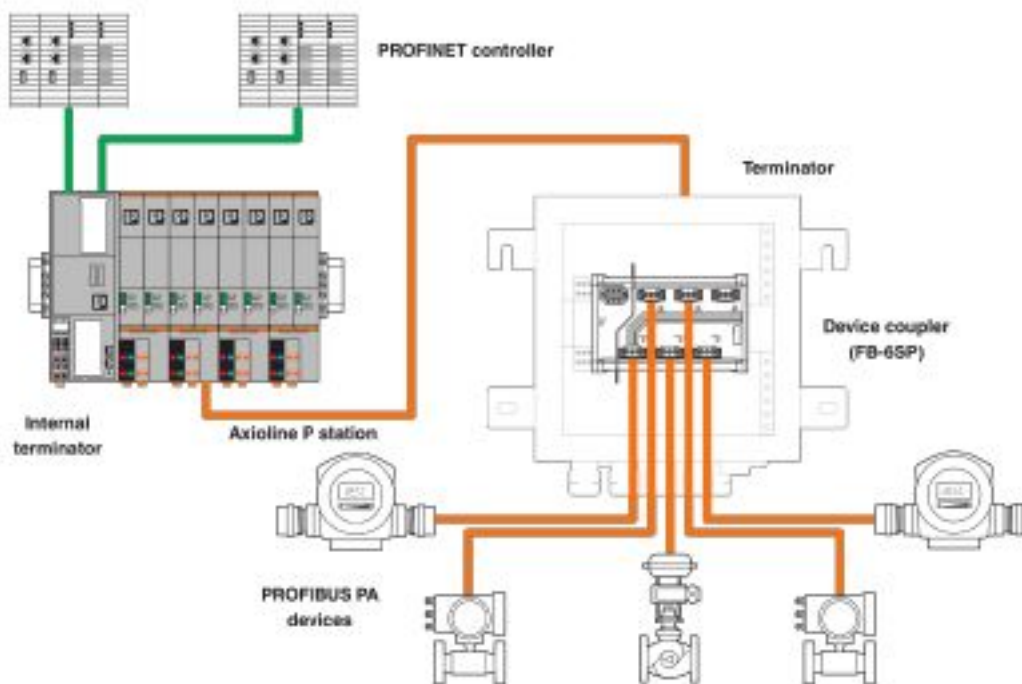 PROFINET controller
Terminator
Device coupler
(FB-6SP)
Internal
terminator
Axioline P station
PROFIBUS PA
devices